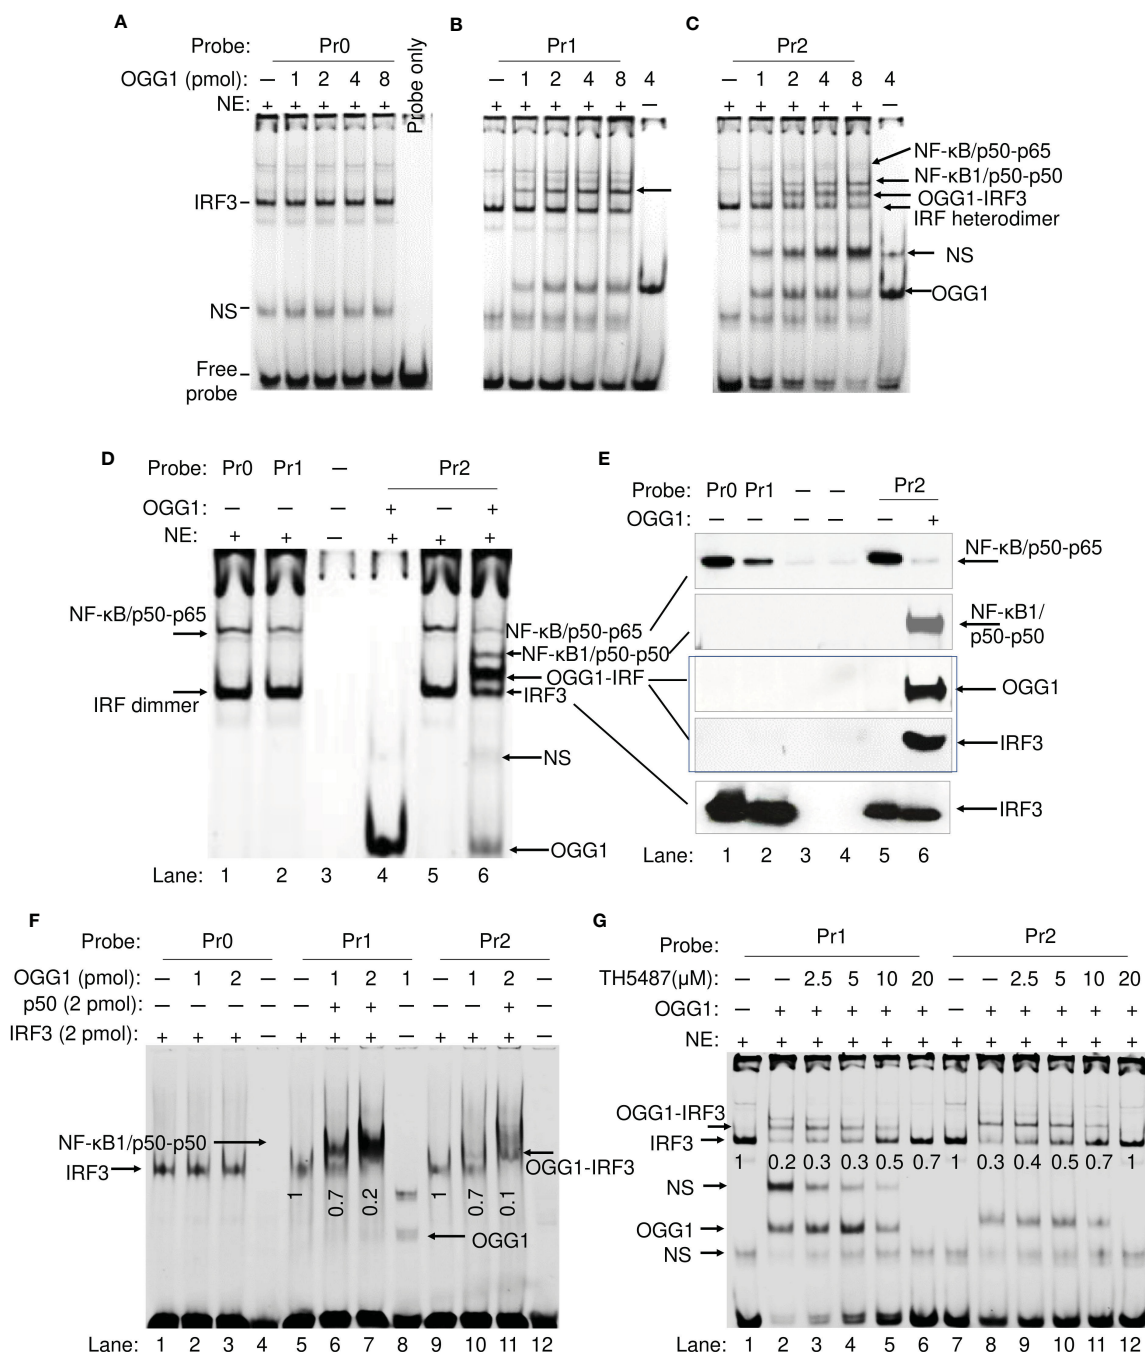 A
Probe: Pr0
OGG1 (pmol): — 1 2 4 8
NE: + + + + +
Probe only
IRF3
NS
Free
probe
B
Pr1
— 1 2 4 8 4
+ + + + + —
C
Pr2
— 1 2 4 8 4
+ + + + + —
NF-κB/p50-p65
NF-κB1/p50-p50
OGG1-IRF3
IRF heterodimer
NS
OGG1
D
Probe: Pr0 Pr1 — Pr2
OGG1: — — — + — +
NE: + + — + + +
NF-κB/p50-p65
IRF dimmer
NF-κB/p50-p65
NF-κB1/p50-p50
OGG1-IRF
IRF3
NS
OGG1
Lane: 1 2 3 4 5 6
E
Probe: Pr0 Pr1 — — Pr2
OGG1: — — — — — +
NF-κB/p50-p65
NF-κB1/
p50-p50
OGG1
IRF3
IRF3
Lane: 1 2 3 4 5 6
F
Probe: Pr0 Pr1 Pr2
OGG1 (pmol): — 1 2 — — 1 2 1 — 1 2 —
p50 (2 pmol): — — — — — + + — — — + —
IRF3 (2 pmol): + + + — + + + — + + + —
NF-κB1/p50-p50
IRF3
OGG1-IRF3
1 0.7 0.2 1 0.7 0.1
OGG1
Lane: 1 2 3 4 5 6 7 8 9 10 11 12
G
Probe: Pr1 Pr2
TH5487(μM): — — 2.5 5 10 20 — — 2.5 5 10 20
OGG1: — + + + + + — + + + + +
NE: + + + + + + + + + + + +
OGG1-IRF3
IRF3
1 0.2 0.3 0.3 0.5 0.7 1 0.3 0.4 0.5 0.7 1
NS
OGG1
NS
Lane: 1 2 3 4 5 6 7 8 9 10 11 12